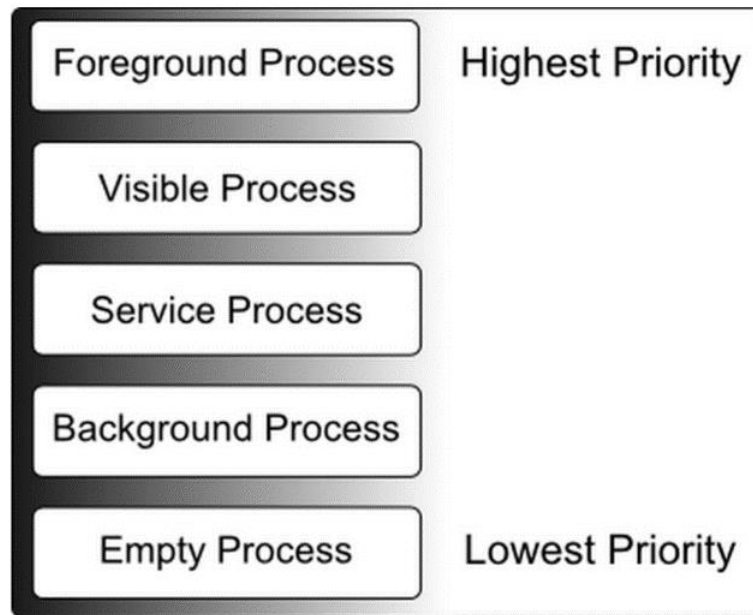 Foreground Process Highest Priority
Visible Process
Service Process
Background Process
Empty Process Lowest Priority